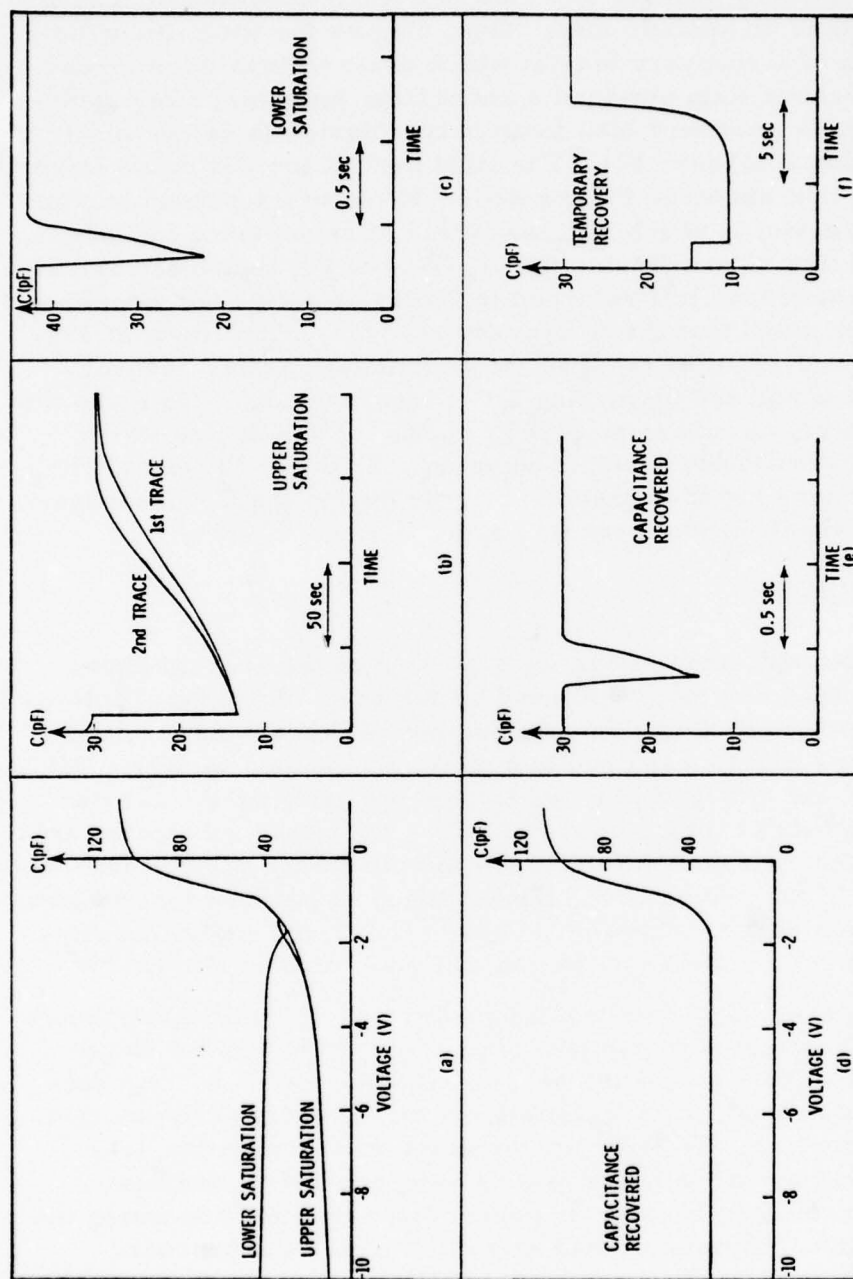 C(pF)
120
80
40
0
LOWER SATURATION
UPPER SATURATION
-10
-8
-6
-4
-2
VOLTAGE (V)
(a)
C(pF)
30
20
10
0
2nd TRACE
1st TRACE
UPPER
SATURATION
50 sec
TIME
(b)
C(pF)
40
30
20
10
0
LOWER
SATURATION
0.5 sec
TIME
(c)
C(pF)
120
80
40
0
CAPACITANCE
RECOVERED
-10
-8
-6
-4
-2
VOLTAGE (V)
(d)
C(pF)
30
20
10
0
CAPACITANCE
RECOVERED
0.5 sec
TIME
(e)
C(pF)
30
20
10
0
TEMPORARY
RECOVERY
5 sec
TIME
(f)